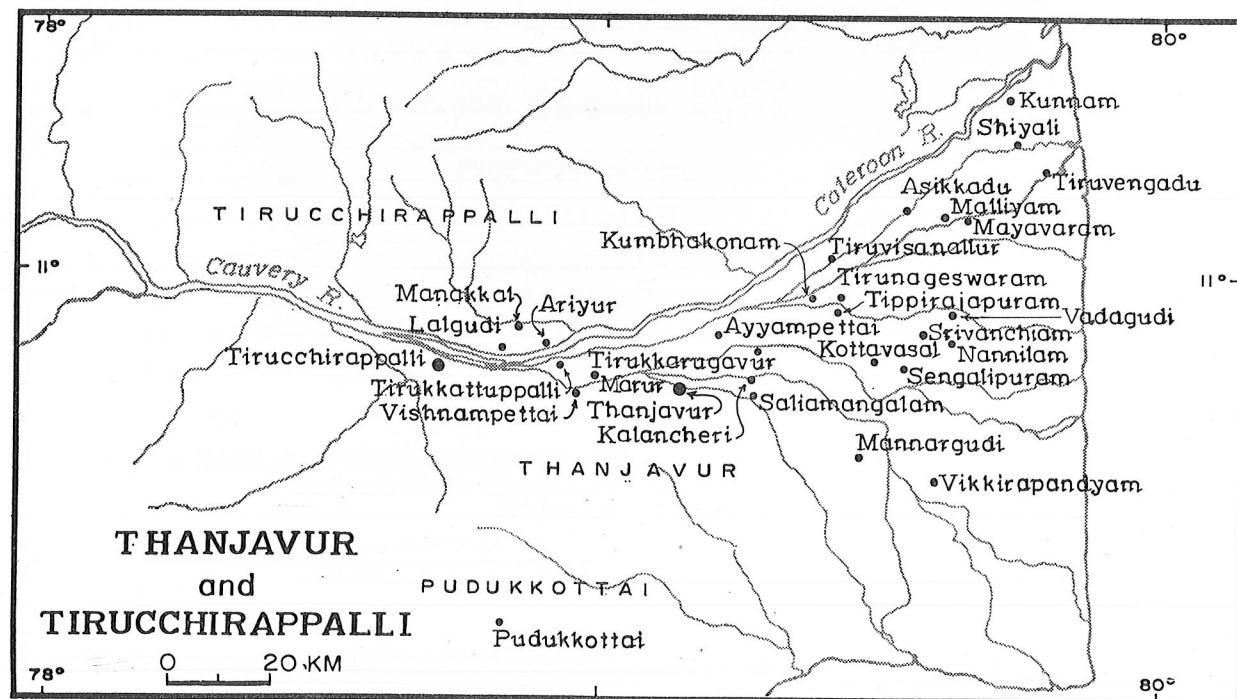 78°
80°
Kunnam
Shiyali
Coleroon R.
Tiruvengadu
Asikkadu
TIRUCCHIRAPPALLI
Malliyam
Mayavaram
Kumbhakonam
Tiruvisanallur
11°
Cauvery R.
Tirunageswaram
11°
Manakkal
Ariyur
Tippirajapuram
Vadagudi
Lalgudi
Ayyampettai
Srivanchiam
Kottavasal
Nannilam
Tirucchirappalli
Tirukkarugavur
Sengalipuram
Tirukkattuppalli
Marur
Vishnampettai
Thanjavur
Saliamangalam
Kalancheri
Mannargudi
THANJAVUR
Vikkirapandyam
THANJAVUR
and
TIRUCCHIRAPPALLI
PUDUKKOTTAI
Pudukkottai
0 20 KM
78°
80°